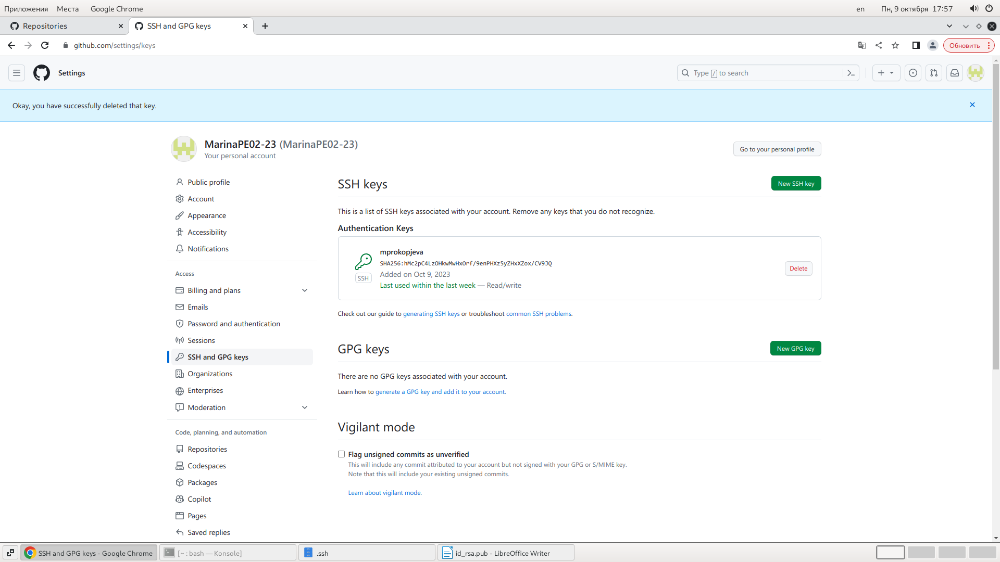 Приложения Места Google Chrome en Пн, 9 октября 17:57
Repositories SSH and GPG keys
github.com/settings/keys Обновить
Settings Type / to search
Okay, you have successfully deleted that key.
MarinaPE02-23 (MarinaPE02-23)
Your personal account
Go to your personal profile
Public profile
Account
Appearance
Accessibility
Notifications
Access
Billing and plans
Emails
Password and authentication
Sessions
SSH and GPG keys
Organizations
Enterprises
Moderation
Code, planning, and automation
Repositories
Codespaces
Packages
Copilot
Pages
Saved replies
SSH keys
New SSH key
This is a list of SSH keys associated with your account. Remove any keys that you do not recognize.
Authentication Keys
mprokopjeva
SHA256:hMc2pC4LzOHkwMwHxOrf/9enPHXz5yZHxXZox/CV9JQ
Added on Oct 9, 2023
Last used within the last week — Read/write
SSH
Delete
Check out our guide to generating SSH keys or troubleshoot common SSH problems.
GPG keys
New GPG key
There are no GPG keys associated with your account.
Learn how to generate a GPG key and add it to your account.
Vigilant mode
Flag unsigned commits as unverified
This will include any commit attributed to your account but not signed with your GPG or S/MIME key.
Note that this will include your existing unsigned commits.
Learn about vigilant mode.
SSH and GPG keys - Google Chrome [~ : bash — Konsole] .ssh id_rsa.pub - LibreOffice Writer